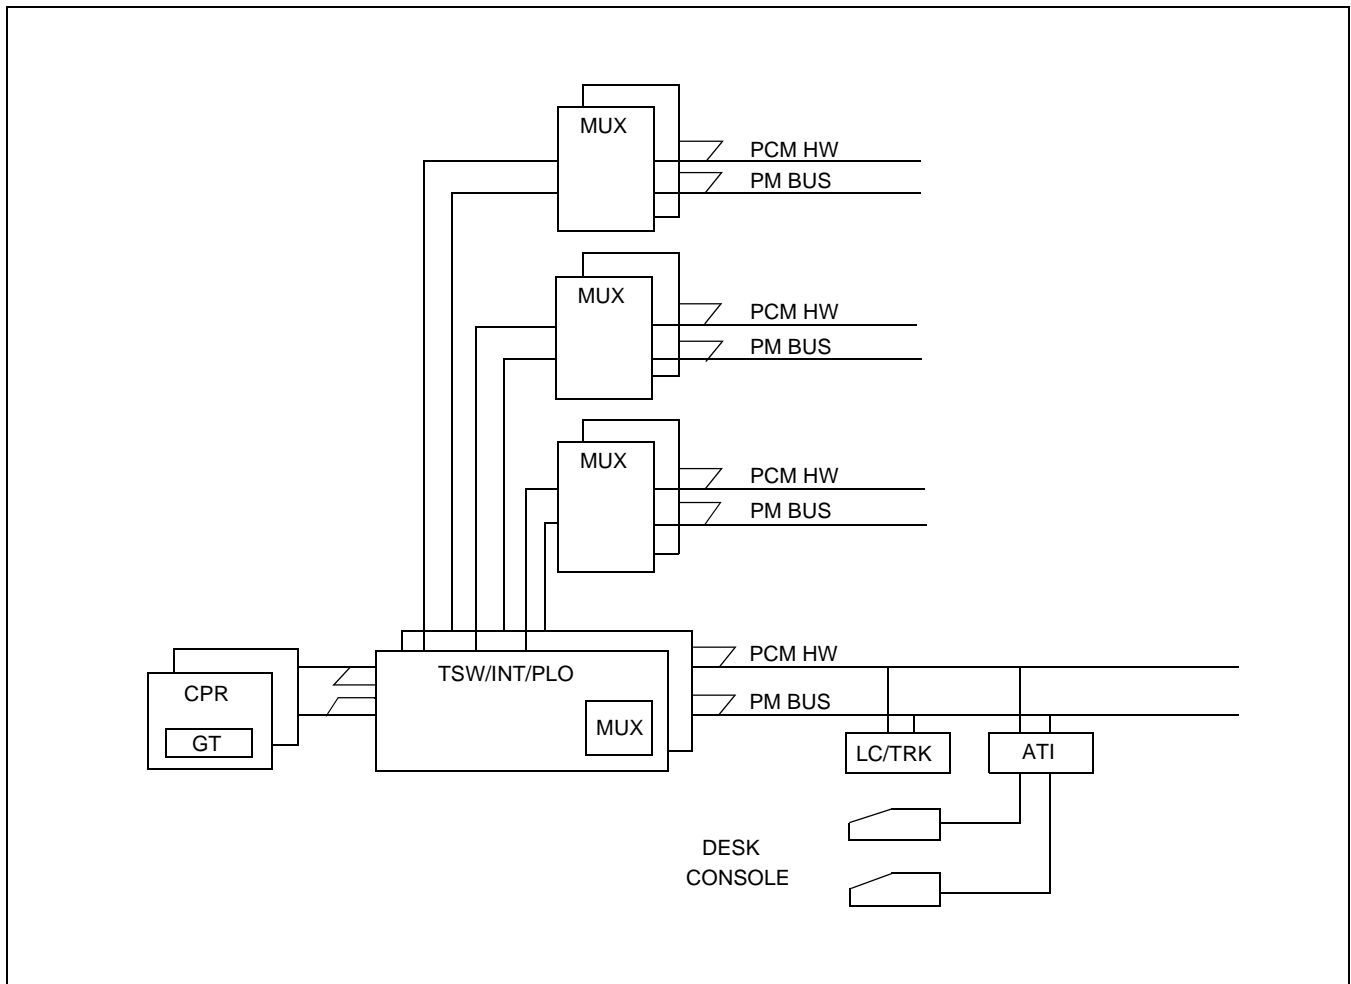 MUX
PCM HW
PM BUS
MUX
PCM HW
PM BUS
MUX
PCM HW
PM BUS
PCM HW
TSW/INT/PLO
CPR
PM BUS
MUX
GT
LC/TRK
ATI
DESK
CONSOLE